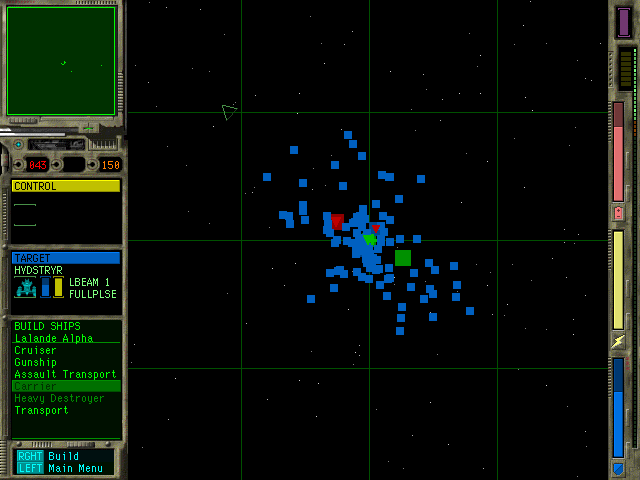 043 150
CONTROL
TARGET
HYDSTRYR
LBEAM 1
FULLPLSE
BUILD SHIPS
Lalande Alpha
Cruiser
Gunship
Assault Transport
Carrier
Heavy Destroyer
Transport
RGHT Build
LEFT Main Menu